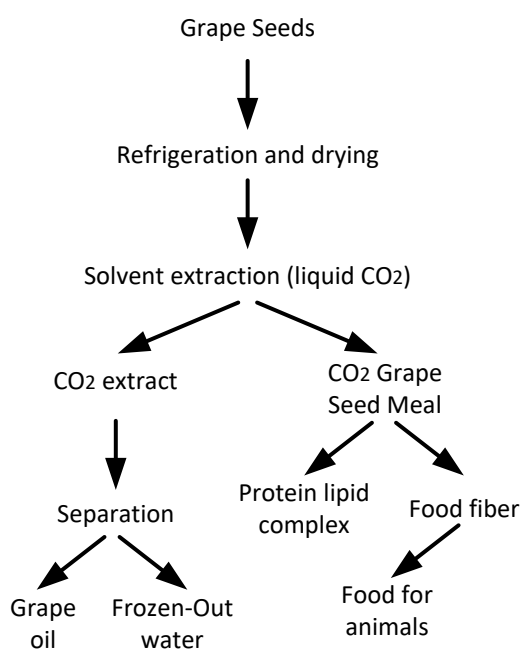 Grape Seeds
Refrigeration and drying
Solvent extraction (liquid CO2)
CO2 extract
CO2 Grape
Seed Meal
Protein lipid
complex
Food fiber
Separation
Grape
oil
Frozen-Out
water
Food for
animals